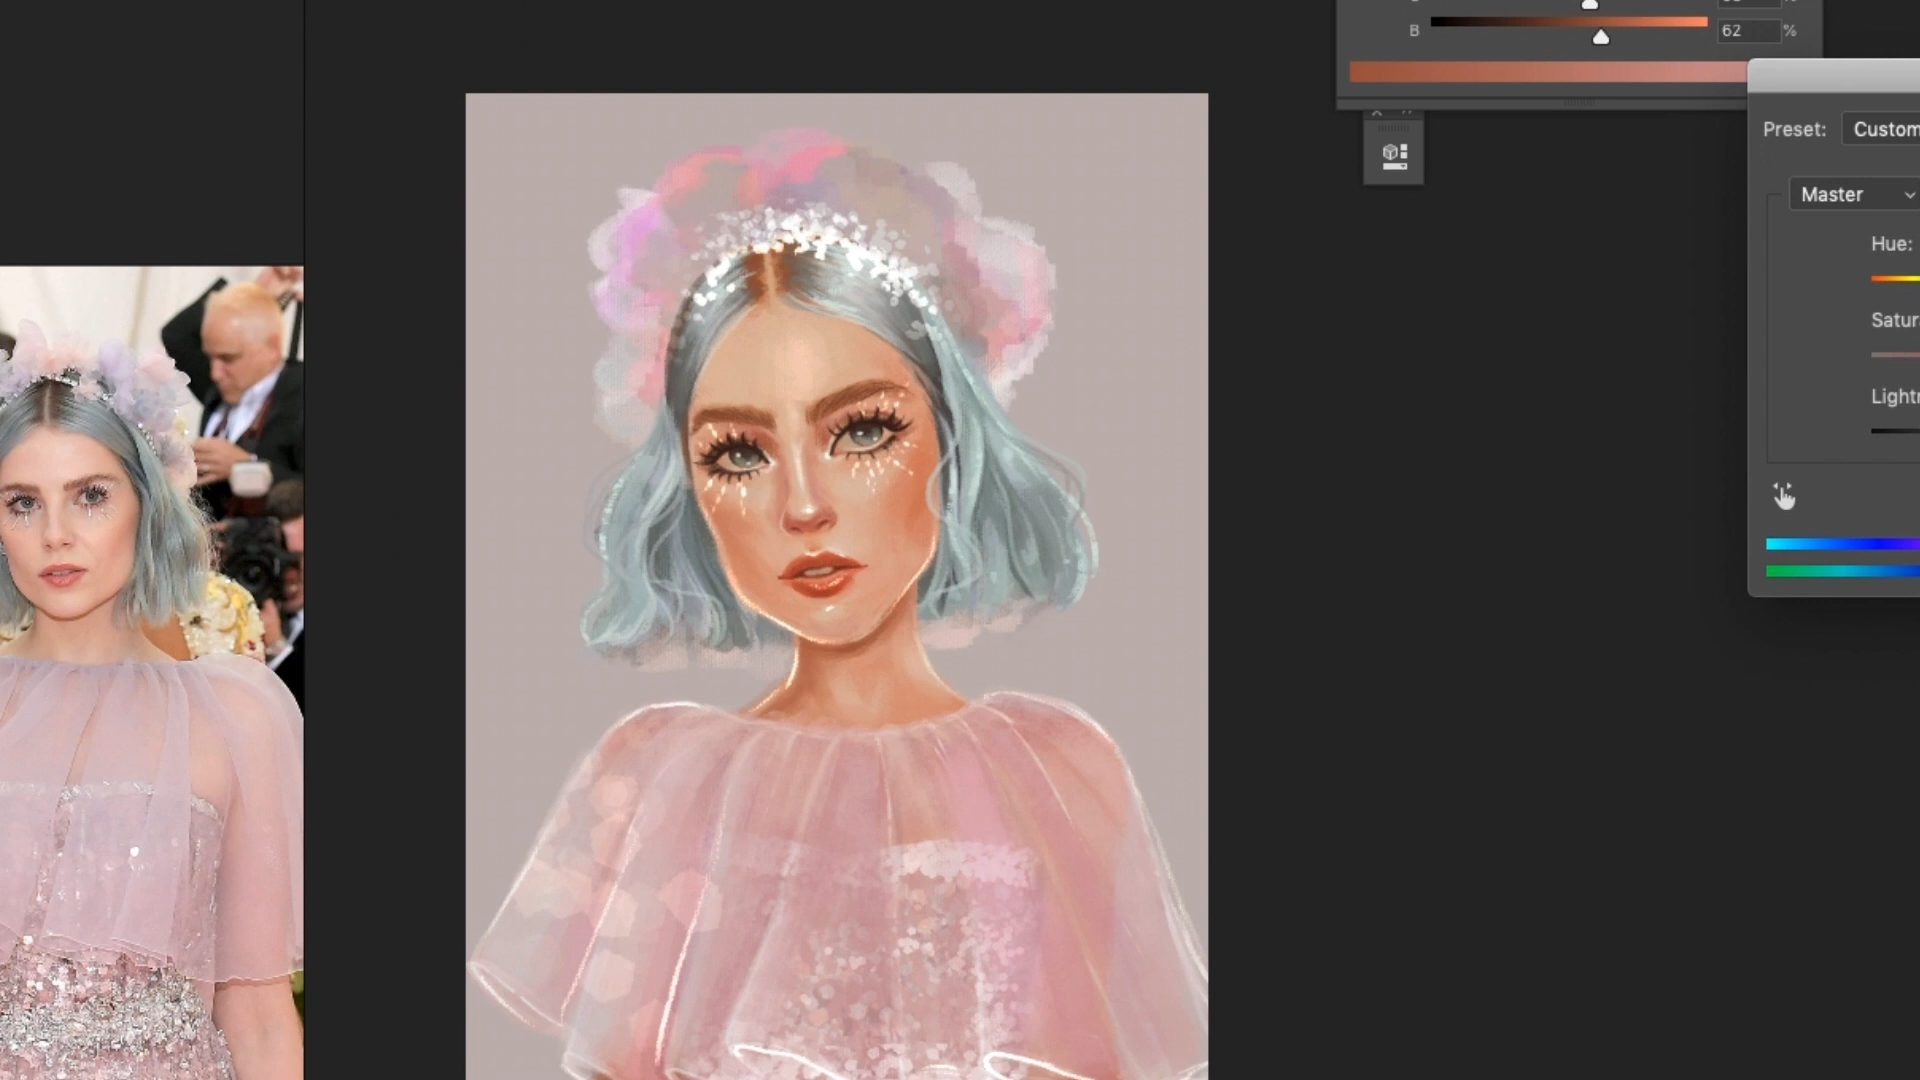 B 62 %
Preset: Custom
Master
Hue:
Satur
Light